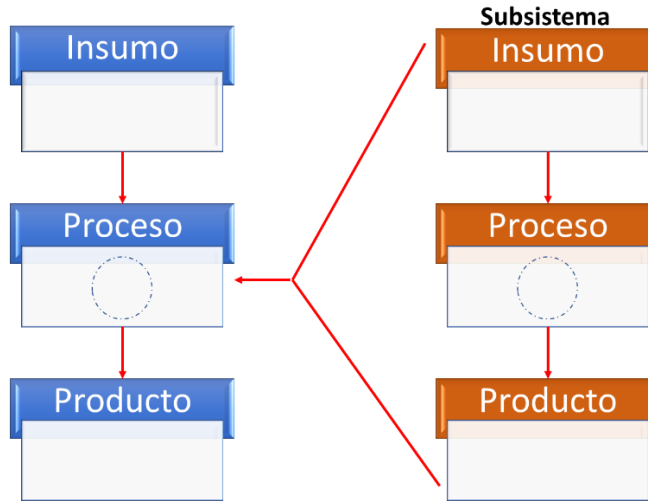 Insumo
Proceso
Producto
Subsistema
Insumo
Proceso
Producto